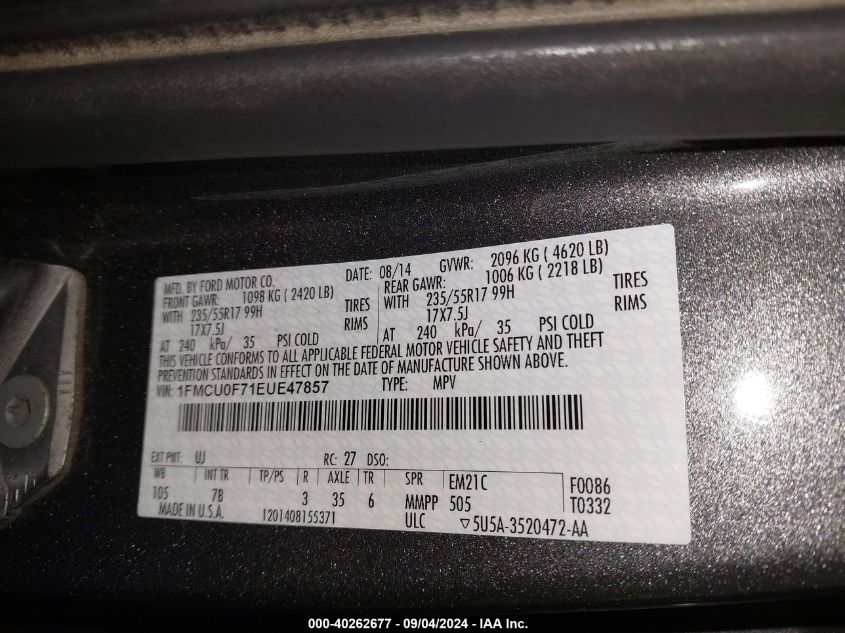 MFD. BY FORD MOTOR CO. DATE: 08/14 GVWR: 2096 KG ( 4620 LB)
FRONT GAWR: 1098 KG ( 2420 LB) REAR GAWR: 1006 KG ( 2218 LB)
WITH 235/55R17 99H TIRES WITH 235/55R17 99H TIRES
17X7.5J RIMS 17X7.5J RIMS
AT 240 kPa/ 35 PSI COLD AT 240 kPa/ 35 PSI COLD
THIS VEHICLE CONFORMS TO ALL APPLICABLE FEDERAL MOTOR VEHICLE SAFETY AND THEFT
PREVENTION STANDARDS IN EFFECT ON THE DATE OF MANUFACTURE SHOWN ABOVE.
VIN: 1FMCU0F71EUE47857 TYPE: MPV
EXT PNT: UJ RC: 27 DSO:
WB INT TR TP/PS R AXLE TR SPR EM21C F0086
105 7B 3 35 6 MMPP 505 T0332
MADE IN U.S.A. 1201408155371 ULC ▽5U5A-3520472-AA
000-40262677 - 09/04/2024 - IAA Inc.